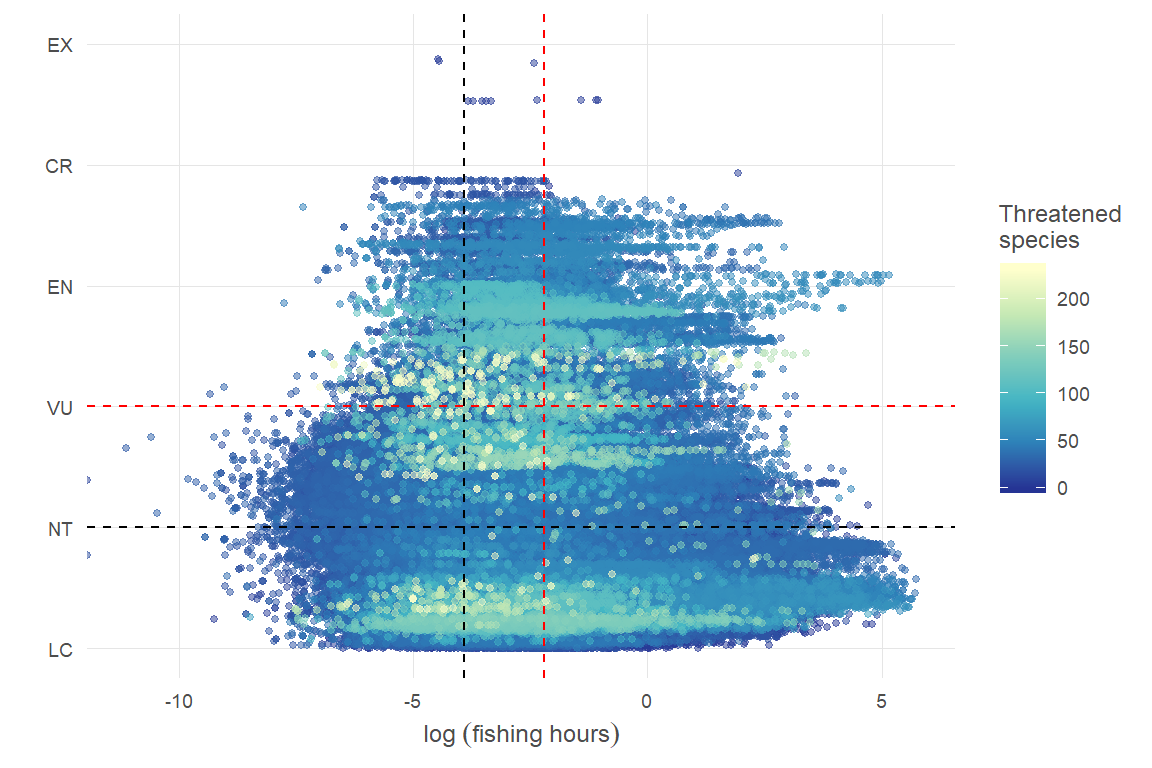 EX
CR
EN
VU
NT
LC
-10 -5 0 5
log (fishing hours)
Threatened
species
200
150
100
50
0